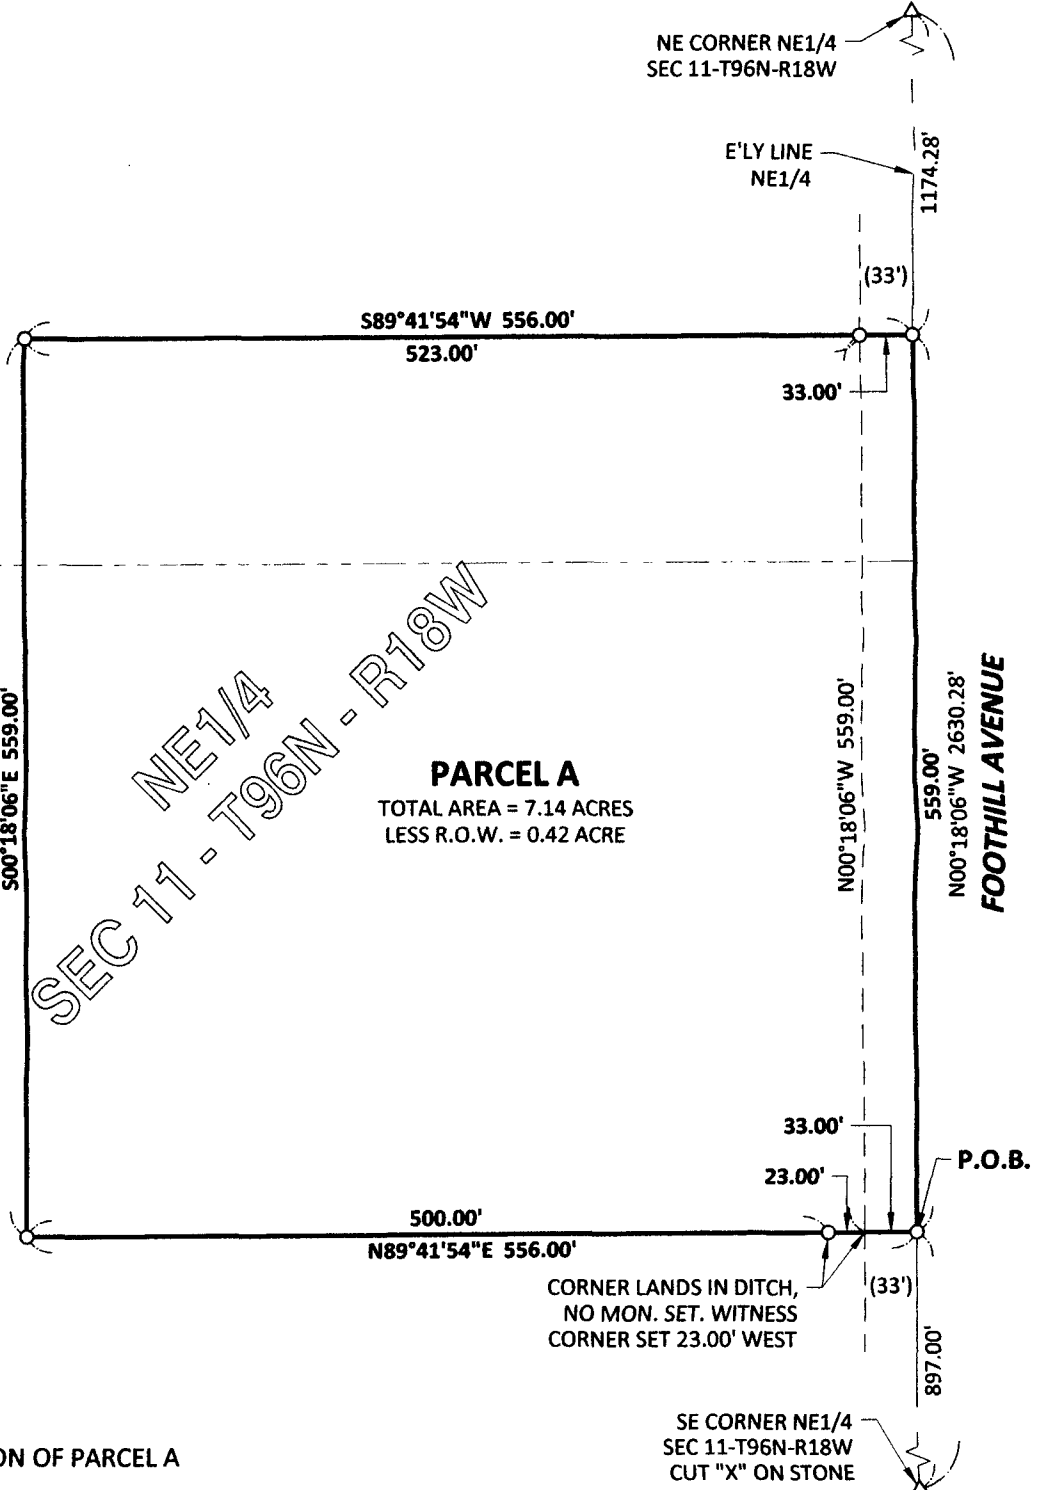 NE CORNER NE1/4
SEC 11-T96N-R18W
E'LY LINE
NE1/4
1174.28'
(33')
S89°41'54"W 556.00'
523.00'
33.00'
S00°18'06"E 559.00'
NE1/4
SEC 11 - T96N - R18W
PARCEL A
TOTAL AREA = 7.14 ACRES
LESS R.O.W. = 0.42 ACRE
N00°18'06"W 559.00'
559.00'
N00°18'06"W 2630.28'
FOOTHILL AVENUE
33.00'
23.00'
P.O.B.
500.00'
N89°41'54"E 556.00'
CORNER LANDS IN DITCH,
NO MON. SET. WITNESS
CORNER SET 23.00' WEST
(33')
897.00'
SE CORNER NE1/4
SEC 11-T96N-R18W
CUT "X" ON STONE
ON OF PARCEL A